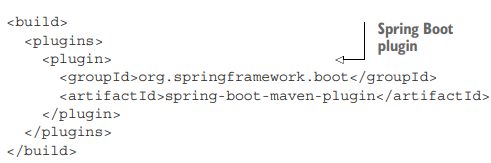 <build>
  <plugins>
    <plugin>
      <groupId>org.springframework.boot</groupId>
      <artifactId>spring-boot-maven-plugin</artifactId>
    </plugin>
  </plugins>
</build>
Spring Boot
plugin